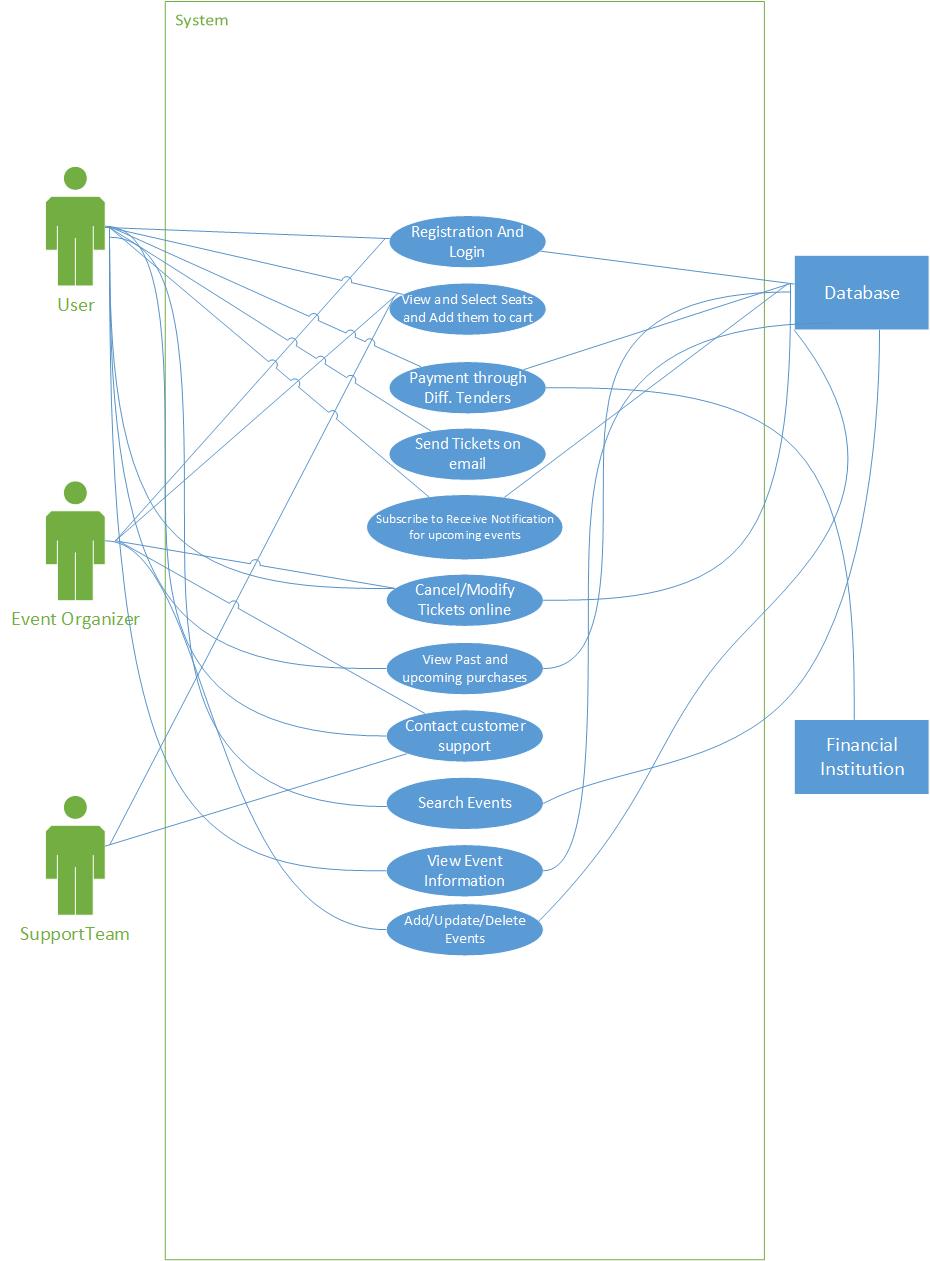 System
User
Registration And
Login
View and Select Seats
and Add them to cart
Database
Payment through
Diff. Tenders
Send Tickets on
email
Subscribe to Receive Notification
for upcoming events
Event Organizer
Cancel/Modify
Tickets online
View Past and
upcoming purchases
Contact customer
support
Financial
Institution
Search Events
View Event
Information
Add/Update/Delete
Events
SupportTeam